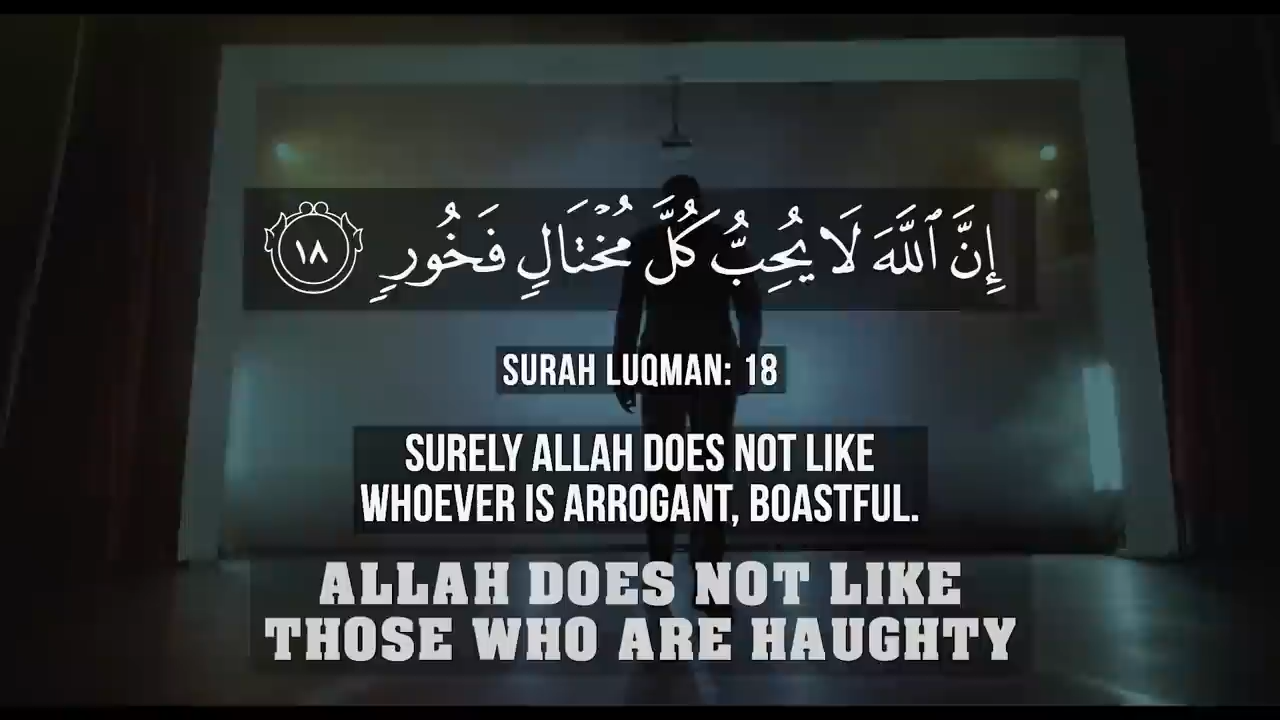 إِنَّ ٱللَّهَ لَا يُحِبُّ كُلَّ مُخْتَالٍ فَخُورٍ ١٨
SURAH LUQMAN: 18
SURELY ALLAH DOES NOT LIKE
WHOEVER IS ARROGANT, BOASTFUL.
ALLAH DOES NOT LIKE
THOSE WHO ARE HAUGHTY